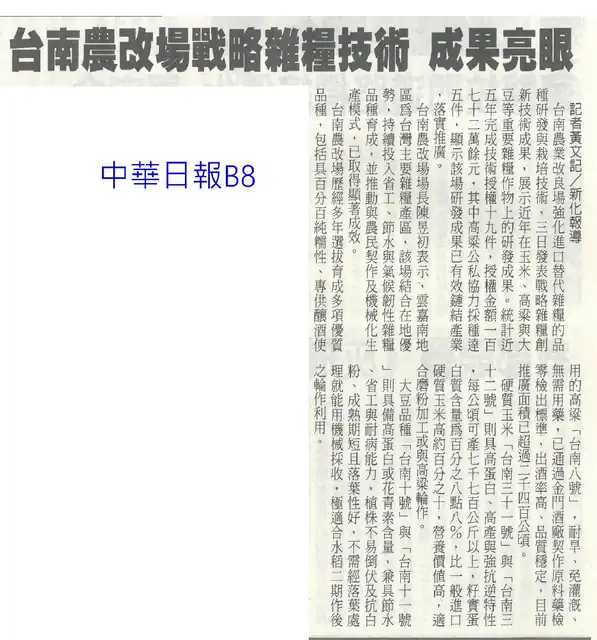 台南農改場戰略雜糧技術 成果亮眼
中華日報B8
記者黃文記／新化報導
台南農業改良場強化進口替代雜糧的品
種研發與栽培技術，三日發表戰略雜糧創
新技術成果，展示近年在玉米、高粱與大
豆等重要雜糧作物上的研發成果。統計近
五年完成技術授權十九件，授權金額一百
七十二萬餘元，其中高粱公私協力採種達
五件，顯示該場研發成果已有效鏈結產業
，落實推廣。
台南農改場場長陳昱初表示，雲嘉南地
區為台灣主要雜糧產區，該場結合在地優
勢，持續投入省工、節水與氣候韌性雜糧
品種育成，並推動與農民契作及機械化生
產模式，已取得顯著成效。
台南農改場歷經多年選拔育成多項優質
品種，包括具百分百純糯性、專供釀酒使
用的高粱「台南八號」，耐旱、免灌溉、
無需用藥，已通過金門酒廠契作原料藥檢
零檢出標準，出酒率高、品質穩定，目前
推廣面積已超過二千四百公頃。
硬質玉米「台南三十一號」與「台南三
十二號」則具高蛋白、高產與強抗逆特性
，每公頃可產七千七百公斤以上，籽實蛋
白質含量為百分之八點八％，比一般進口
硬質玉米高約百分之十，營養價值高，適
合磨粉加工或與高粱輪作。
大豆品種「台南十號」與「台南十一號
」則具備高蛋白或花青素含量，兼具節水
、省工與耐病能力，植株不易倒伏及抗白
粉、成熟期短且落葉性好，不需經落葉處
理就能用機械採收，極適合水稻二期作後
之輪作利用。